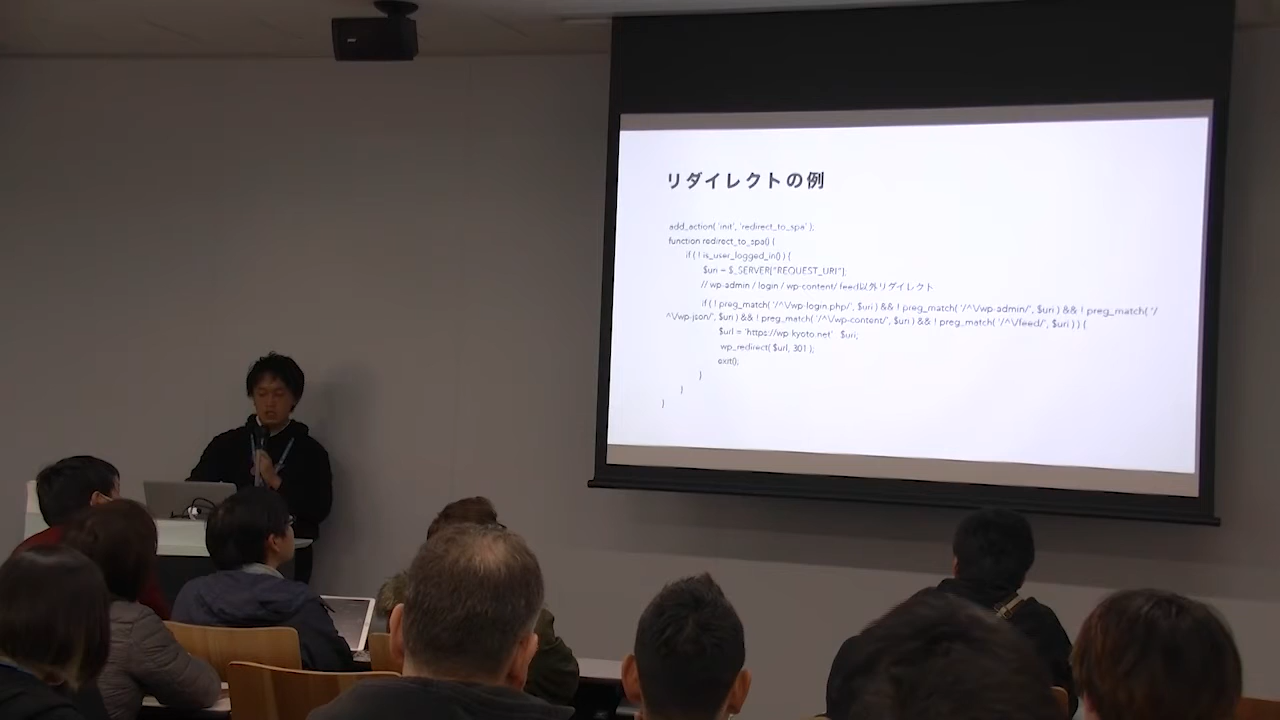 リダイレクトの例
add_action( 'init', 'redirect_to_spa' );
function redirect_to_spa() {
if ( ! is_user_logged_in() ) {
$uri = $_SERVER["REQUEST_URI"];
// wp-admin / login / wp-content/ feed以外リダイレクト
if ( ! preg_match( '/^\/wp-login.php/', $uri ) && ! preg_match( '/^\/wp-admin/', $uri ) && ! preg_match( '/
^\/wp-json/', $uri ) && ! preg_match( '/^\/wp-content/', $uri ) && ! preg_match( '/^\/feed/', $uri ) ) {
$url = 'https://wp-kyoto.net' . $uri;
wp_redirect( $url, 301 );
exit();
}
}
}